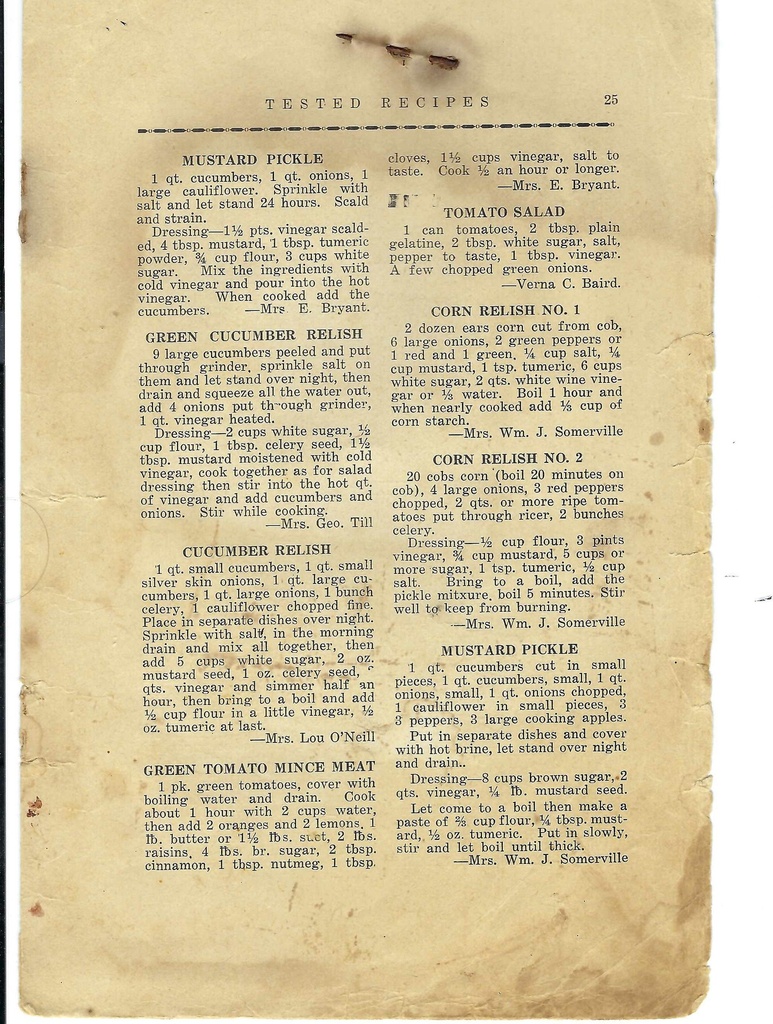 TESTED RECIPES
25
MUSTARD PICKLE
1 qt. cucumbers, 1 qt. onions, 1
large cauliflower. Sprinkle with
salt and let stand 24 hours. Scald
and strain.
Dressing—1½ pts. vinegar scald-
ed, 4 tbsp. mustard, 1 tbsp. tumeric
powder, ¾ cup flour, 3 cups white
sugar. Mix the ingredients with
cold vinegar and pour into the hot
vinegar. When cooked add the
cucumbers. —Mrs. E. Bryant.
GREEN CUCUMBER RELISH
9 large cucumbers peeled and put
through grinder, sprinkle salt on
them and let stand over night, then
drain and squeeze all the water out,
add 4 onions put through grinder,
1 qt. vinegar heated.
Dressing—2 cups white sugar, ½
cup flour, 1 tbsp. celery seed, 1½
tbsp. mustard moistened with cold
vinegar, cook together as for salad
dressing then stir into the hot qt.
of vinegar and add cucumbers and
onions. Stir while cooking.
—Mrs. Geo. Till
CUCUMBER RELISH
1 qt. small cucumbers, 1 qt. small
silver skin onions, 1 qt. large cu-
cumbers, 1 qt. large onions, 1 bunch
celery, 1 cauliflower chopped fine.
Place in separate dishes over night.
Sprinkle with salt, in the morning
drain and mix all together, then
add 5 cups white sugar, 2 oz.
mustard seed, 1 oz. celery seed,
qts. vinegar and simmer half an
hour, then bring to a boil and add
½ cup flour in a little vinegar, ½
oz. tumeric at last.
—Mrs. Lou O'Neill
GREEN TOMATO MINCE MEAT
1 pk. green tomatoes, cover with
boiling water and drain. Cook
about 1 hour with 2 cups water,
then add 2 oranges and 2 lemons, 1
lb. butter or 1½ lbs. suet, 2 lbs.
raisins, 4 lbs. br. sugar, 2 tbsp.
cinnamon, 1 tbsp. nutmeg, 1 tbsp.
cloves, 1½ cups vinegar, salt to
taste. Cook ½ an hour or longer.
—Mrs. E. Bryant.
TOMATO SALAD
1 can tomatoes, 2 tbsp. plain
gelatine, 2 tbsp. white sugar, salt,
pepper to taste, 1 tbsp. vinegar.
A few chopped green onions.
—Verna C. Baird.
CORN RELISH NO. 1
2 dozen ears corn cut from cob,
6 large onions, 2 green peppers or
1 red and 1 green, ¼ cup salt, ¼
cup mustard, 1 tsp. tumeric, 6 cups
white sugar, 2 qts. white wine vine-
gar or ⅓ water. Boil 1 hour and
when nearly cooked add ⅓ cup of
corn starch.
—Mrs. Wm. J. Somerville
CORN RELISH NO. 2
20 cobs corn (boil 20 minutes on
cob), 4 large onions, 3 red peppers
chopped, 2 qts. or more ripe tom-
atoes put through ricer, 2 bunches
celery.
Dressing—½ cup flour, 3 pints
vinegar, ¾ cup mustard, 5 cups or
more sugar, 1 tsp. tumeric, ½ cup
salt. Bring to a boil, add the
pickle mitxure, boil 5 minutes. Stir
well to keep from burning.
—Mrs. Wm. J. Somerville
MUSTARD PICKLE
1 qt. cucumbers cut in small
pieces, 1 qt. cucumbers, small, 1 qt.
onions, small, 1 qt. onions chopped,
1 cauliflower in small pieces, 3
3 peppers, 3 large cooking apples.
Put in separate dishes and cover
with hot brine, let stand over night
and drain..
Dressing—8 cups brown sugar, 2
qts. vinegar, ¼ lb. mustard seed.
Let come to a boil then make a
paste of ⅔ cup flour, ¼ tbsp. must-
ard, ½ oz. tumeric. Put in slowly,
stir and let boil until thick.
—Mrs. Wm. J. Somerville